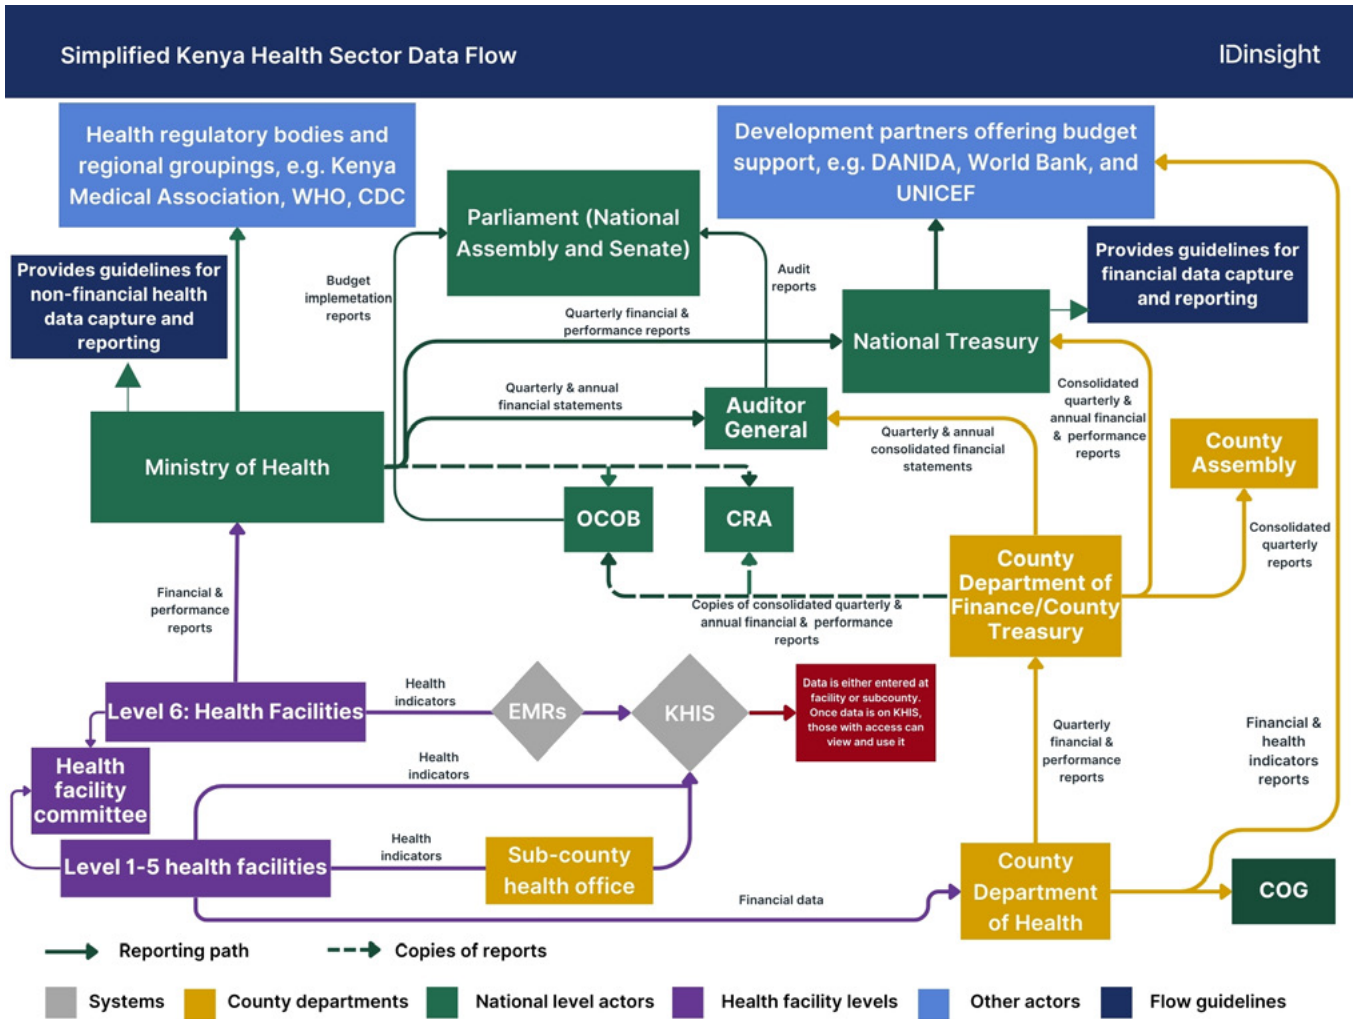 Simplified Kenya Health Sector Data Flow
IDinsight
Health regulatory bodies and
regional groupings, e.g. Kenya
Medical Association, WHO, CDC
Development partners offering budget
support, e.g. DANIDA, World Bank, and
UNICEF
Parliament (National
Assembly and Senate)
Provides guidelines for
non-financial health
data capture and
reporting
Provides guidelines for
financial data capture
and reporting
Budget
implemetation
reports
Audit
reports
Quarterly financial &
performance reports
National Treasury
Quarterly & annual
financial statements
Auditor
General
Consolidated
quarterly &
annual financial
& performance
reports
Quarterly & annual
consolidated financial
statements
County
Assembly
Ministry of Health
OCOB
CRA
Consolidated
quarterly
reports
County
Department of
Finance/County
Treasury
Financial &
performance
reports
Copies of consolidated quarterly &
annual financial & performance
reports
Level 6: Health Facilities
Health
indicators
EMRs
KHIS
Data is either entered at
facility or subcounty.
Once data is on KHIS,
those with access can
view and use it
Quarterly
financial &
performance
reports
Financial &
health
indicators
reports
Health
facility
committee
Health
indicators
Level 1-5 health facilities
Health
indicators
Sub-county
health office
Financial data
County
Department
of Health
COG
Reporting path
Copies of reports
Systems
County departments
National level actors
Health facility levels
Other actors
Flow guidelines